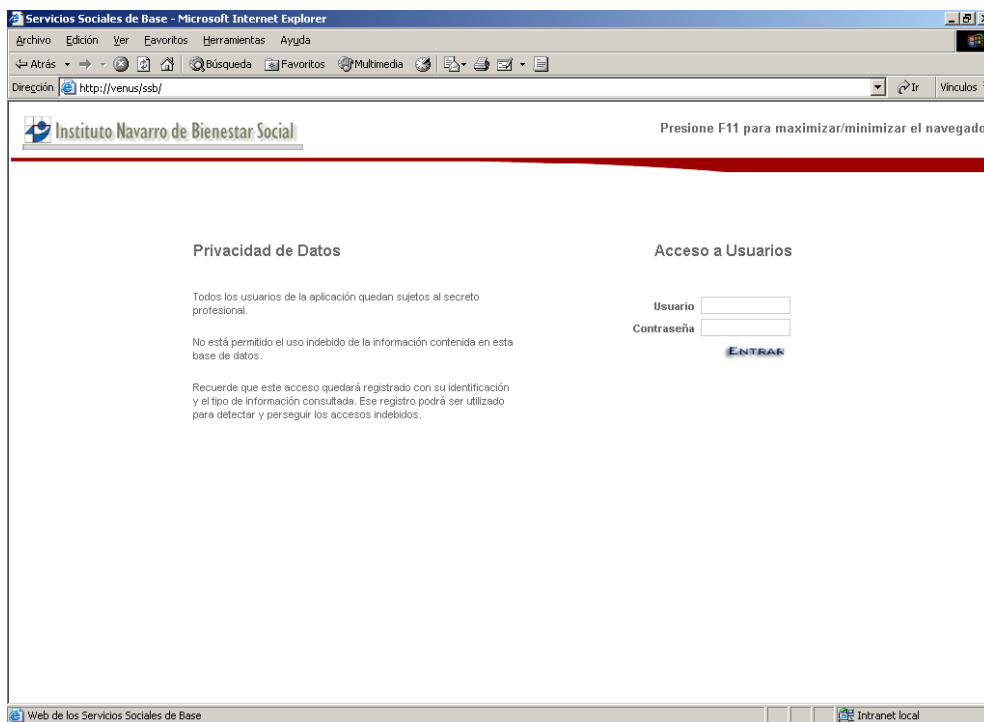 Servicios Sociales de Base - Microsoft Internet Explorer
Archivo Edición Ver Favoritos Herramientas Ayuda
Atrás Búsqueda Favoritos Multimedia
Dirección http://venus/ssb/ Ir Vínculos
Instituto Navarro de Bienestar Social
Presione F11 para maximizar/minimizar el navegado
Privacidad de Datos
Todos los usuarios de la aplicación quedan sujetos al secreto
profesional.
No está permitido el uso indebido de la información contenida en esta
base de datos.
Recuerde que este acceso quedará registrado con su identificación
y el tipo de información consultada. Ese registro podrá ser utilizado
para detectar y perseguir los accesos indebidos.
Acceso a Usuarios
Usuario
Contraseña
ENTRAR
Web de los Servicios Sociales de Base
Intranet local